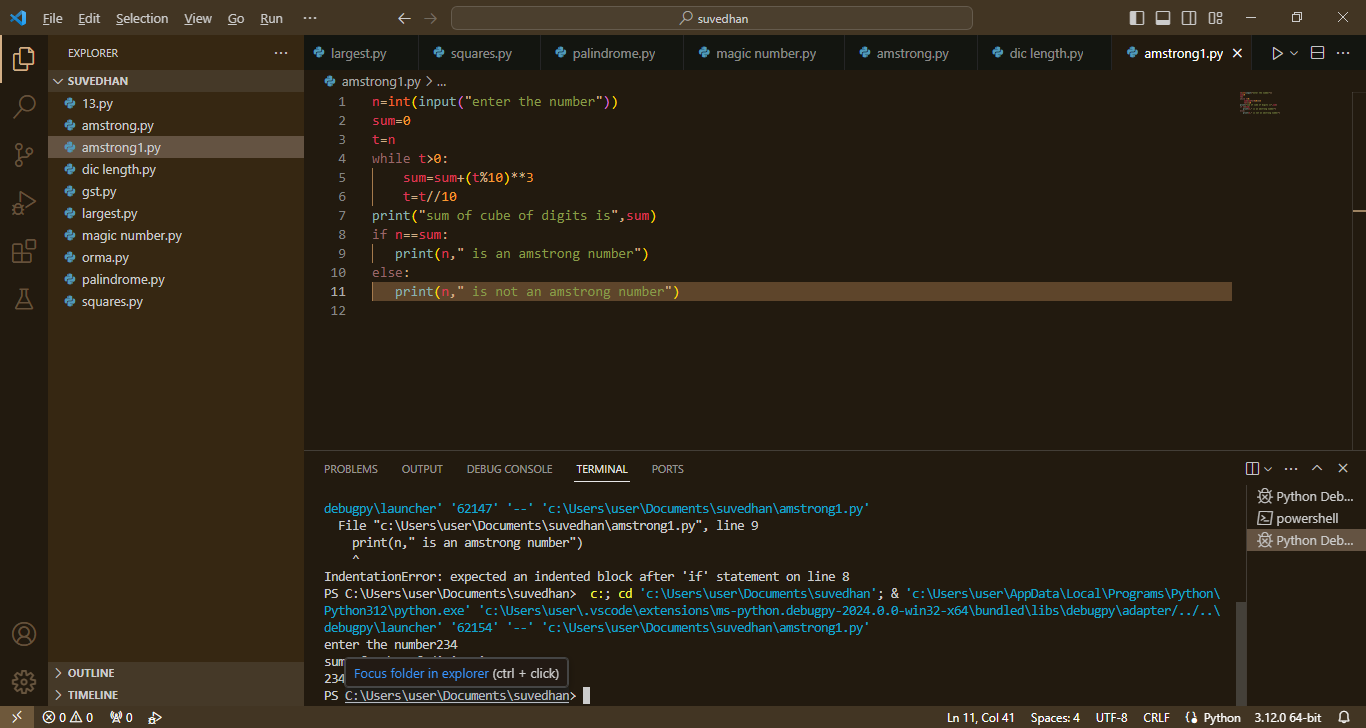 File Edit Selection View Go Run ···
suvedhan
EXPLORER ···
SUVEDHAN
13.py
amstrong.py
amstrong1.py
dic length.py
gst.py
largest.py
magic number.py
orma.py
palindrome.py
squares.py
OUTLINE
TIMELINE
largest.py squares.py palindrome.py magic number.py amstrong.py dic length.py amstrong1.py
amstrong1.py > ...
1 n=int(input("enter the number"))
2 sum=0
3 t=n
4 while t>0:
5 sum=sum+(t%10)**3
6 t=t//10
7 print("sum of cube of digits is",sum)
8 if n==sum:
9 print(n," is an amstrong number")
10 else:
11 print(n," is not an amstrong number")
12
PROBLEMS OUTPUT DEBUG CONSOLE TERMINAL PORTS
debugpy\launcher' '62147' '--' 'c:\Users\user\Documents\suvedhan\amstrong1.py'
File "c:\Users\user\Documents\suvedhan\amstrong1.py", line 9
print(n," is an amstrong number")
^
IndentationError: expected an indented block after 'if' statement on line 8
PS C:\Users\user\Documents\suvedhan> c:; cd 'c:\Users\user\Documents\suvedhan'; & 'c:\Users\user\AppData\Local\Programs\Python\
Python312\python.exe' 'c:\Users\user\.vscode\extensions\ms-python.debugpy-2024.0.0-win32-x64\bundled\libs\debugpy\adapter/../..\
debugpy\launcher' '62154' '--' 'c:\Users\user\Documents\suvedhan\amstrong1.py'
enter the number234
sum
Focus folder in explorer (ctrl + click)
234
PS C:\Users\user\Documents\suvedhan>
Python Deb...
powershell
Python Deb...
0 0 0 Ln 11, Col 41 Spaces: 4 UTF-8 CRLF Python 3.12.0 64-bit